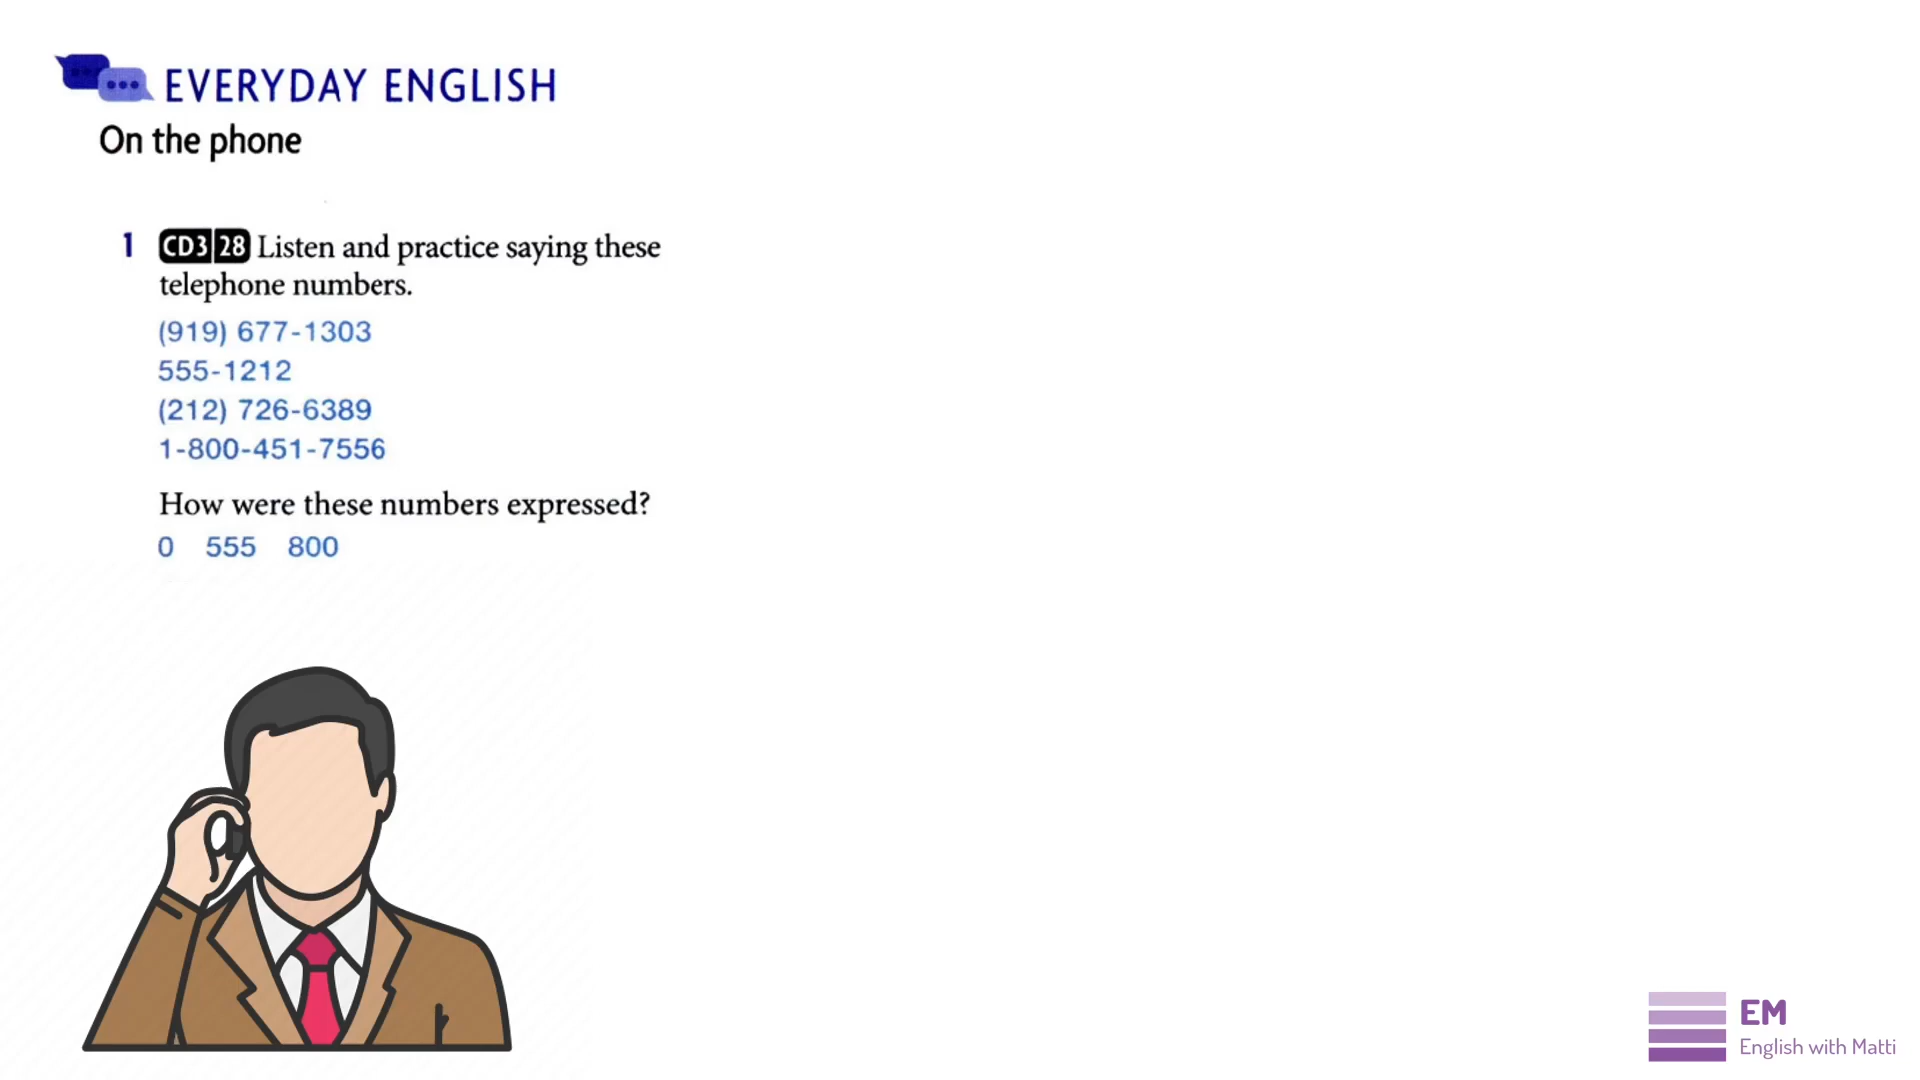 EVERYDAY ENGLISH
On the phone
1 CD3 28 Listen and practice saying these
telephone numbers.
(919) 677-1303
555-1212
(212) 726-6389
1-800-451-7556
How were these numbers expressed?
0 555 800
EM
English with Matti